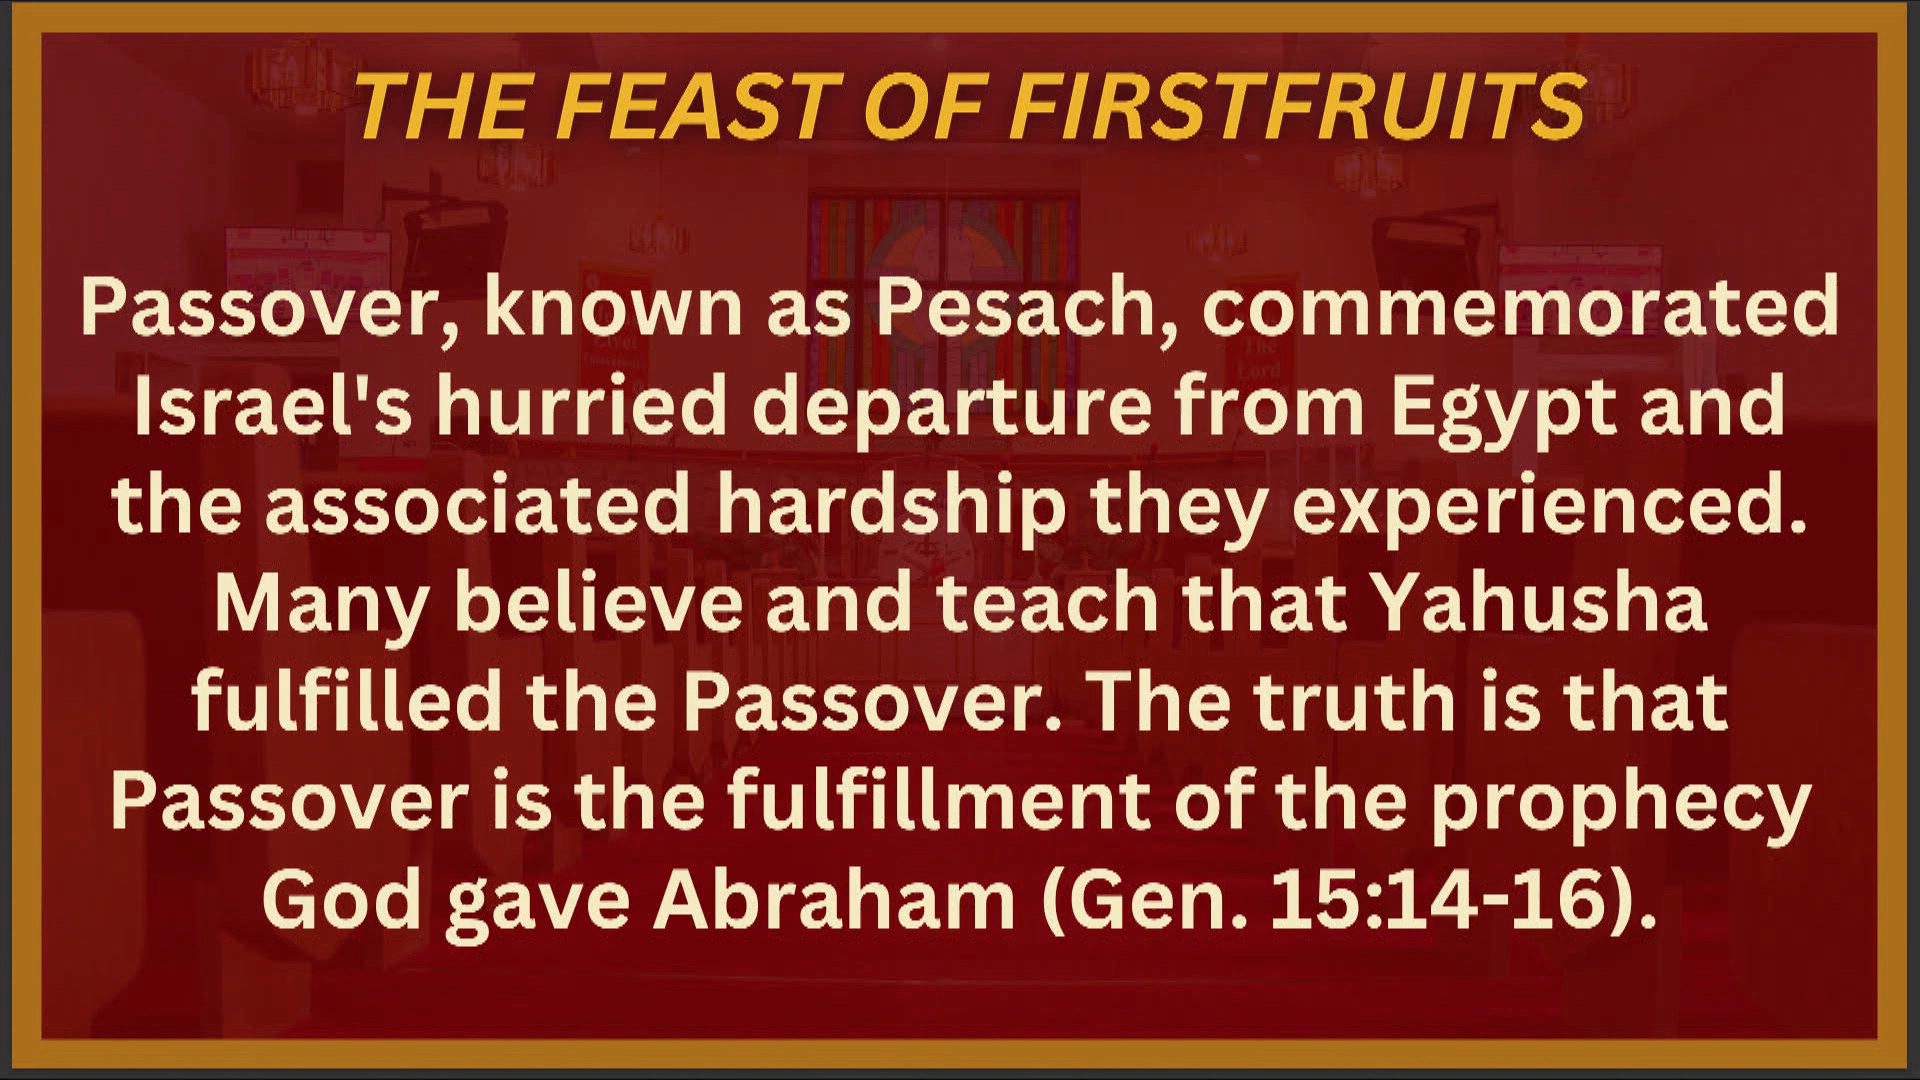 THE FEAST OF FIRSTFRUITS
Passover, known as Pesach, commemorated
Israel's hurried departure from Egypt and
the associated hardship they experienced.
Many believe and teach that Yahusha
fulfilled the Passover. The truth is that
Passover is the fulfillment of the prophecy
God gave Abraham (Gen. 15:14-16).
The
Lord